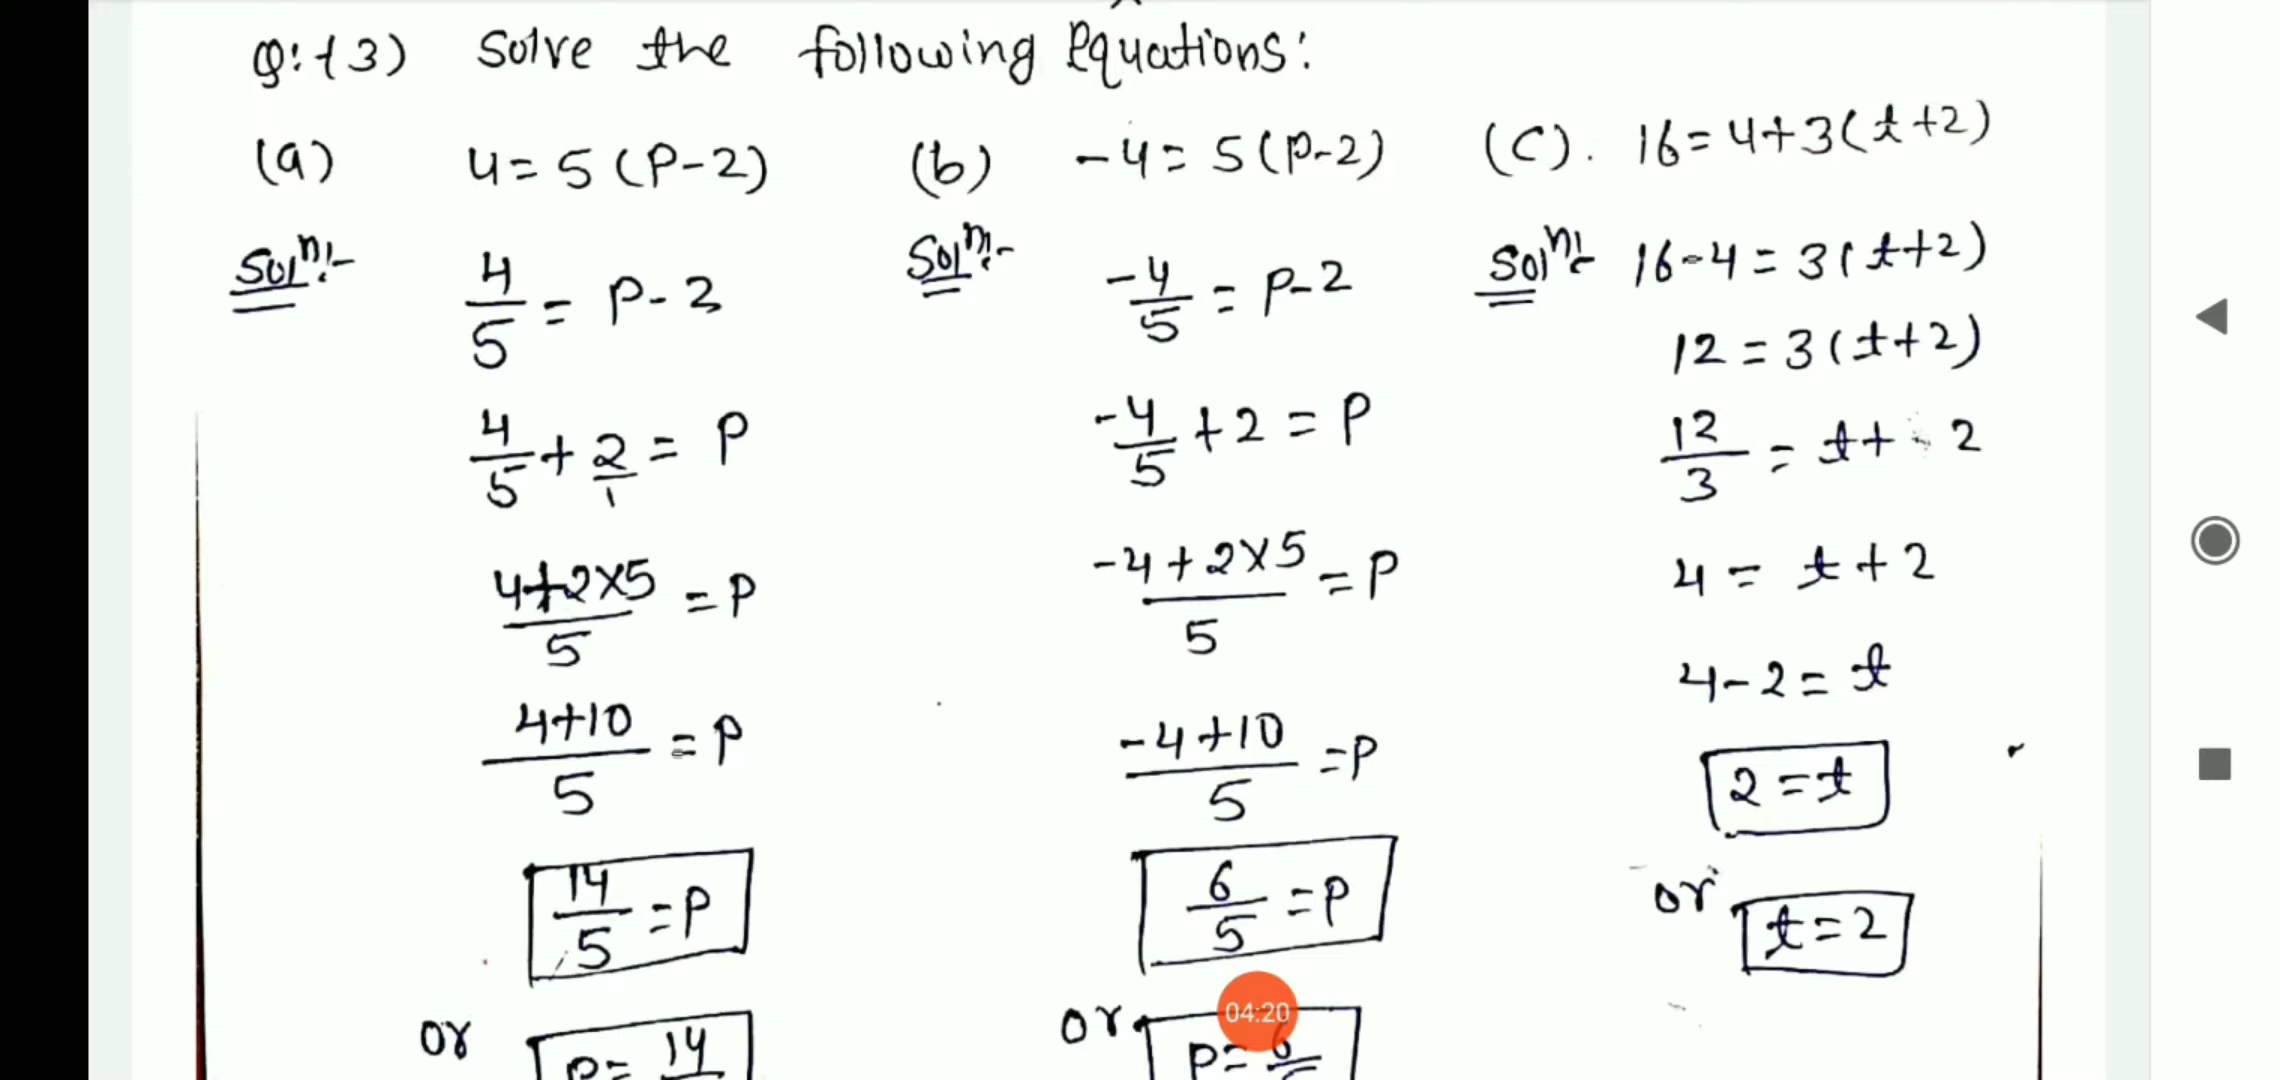 Q:-(3) Solve the following Equations:
(a) 4 = 5 (P-2)
Solⁿ:-
4/5 = P-2
4/5 + 2/1 = P
4+2×5/5 = P
4+10/5 = P
14/5 = P
or P = 14
(b) -4 = 5(P-2)
Solⁿ:-
-4/5 = P-2
-4/5 + 2 = P
-4+2×5/5 = P
-4+10/5 = P
6/5 = P
or P = 6
04:20
(C). 16 = 4+3(t+2)
Solⁿ:- 16-4 = 3(t+2)
12 = 3(t+2)
12/3 = t+2
4 = t+2
4-2 = t
2 = t
or t = 2